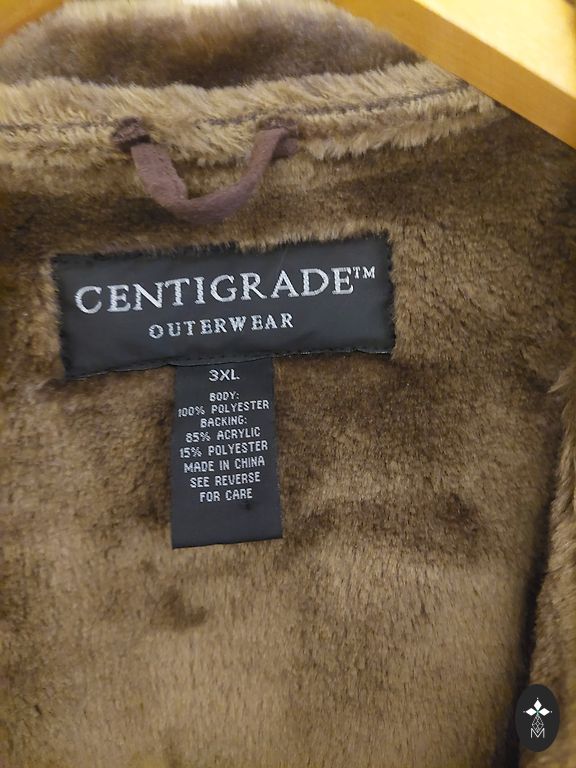 CENTIGRADE™
OUTERWEAR
3XL
BODY:
100% POLYESTER
BACKING:
85% ACRYLIC
15% POLYESTER
MADE IN CHINA
SEE REVERSE
FOR CARE
M